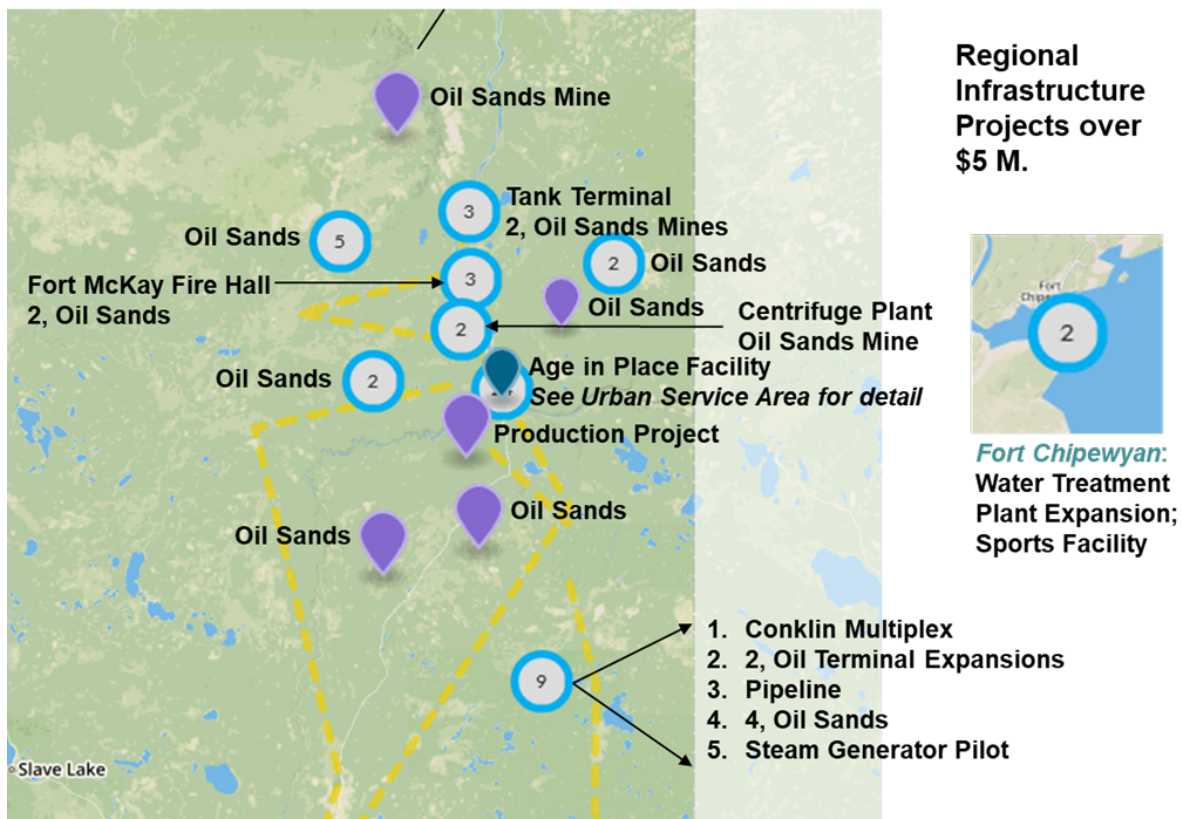 Regional
Infrastructure
Projects over
$5 M.
Oil Sands Mine
3
Tank Terminal
2, Oil Sands Mines
Oil Sands
5
2
Oil Sands
Fort McKay Fire Hall
2, Oil Sands
3
Oil Sands
2
Centrifuge Plant
Oil Sands Mine
Oil Sands
2
Age in Place Facility
See Urban Service Area for detail
Production Project
Oil Sands
Oil Sands
9
1. Conklin Multiplex
2. 2, Oil Terminal Expansions
3. Pipeline
4. 4, Oil Sands
5. Steam Generator Pilot
Slave Lake
Fort
2
Fort Chipewyan:
Water Treatment
Plant Expansion;
Sports Facility